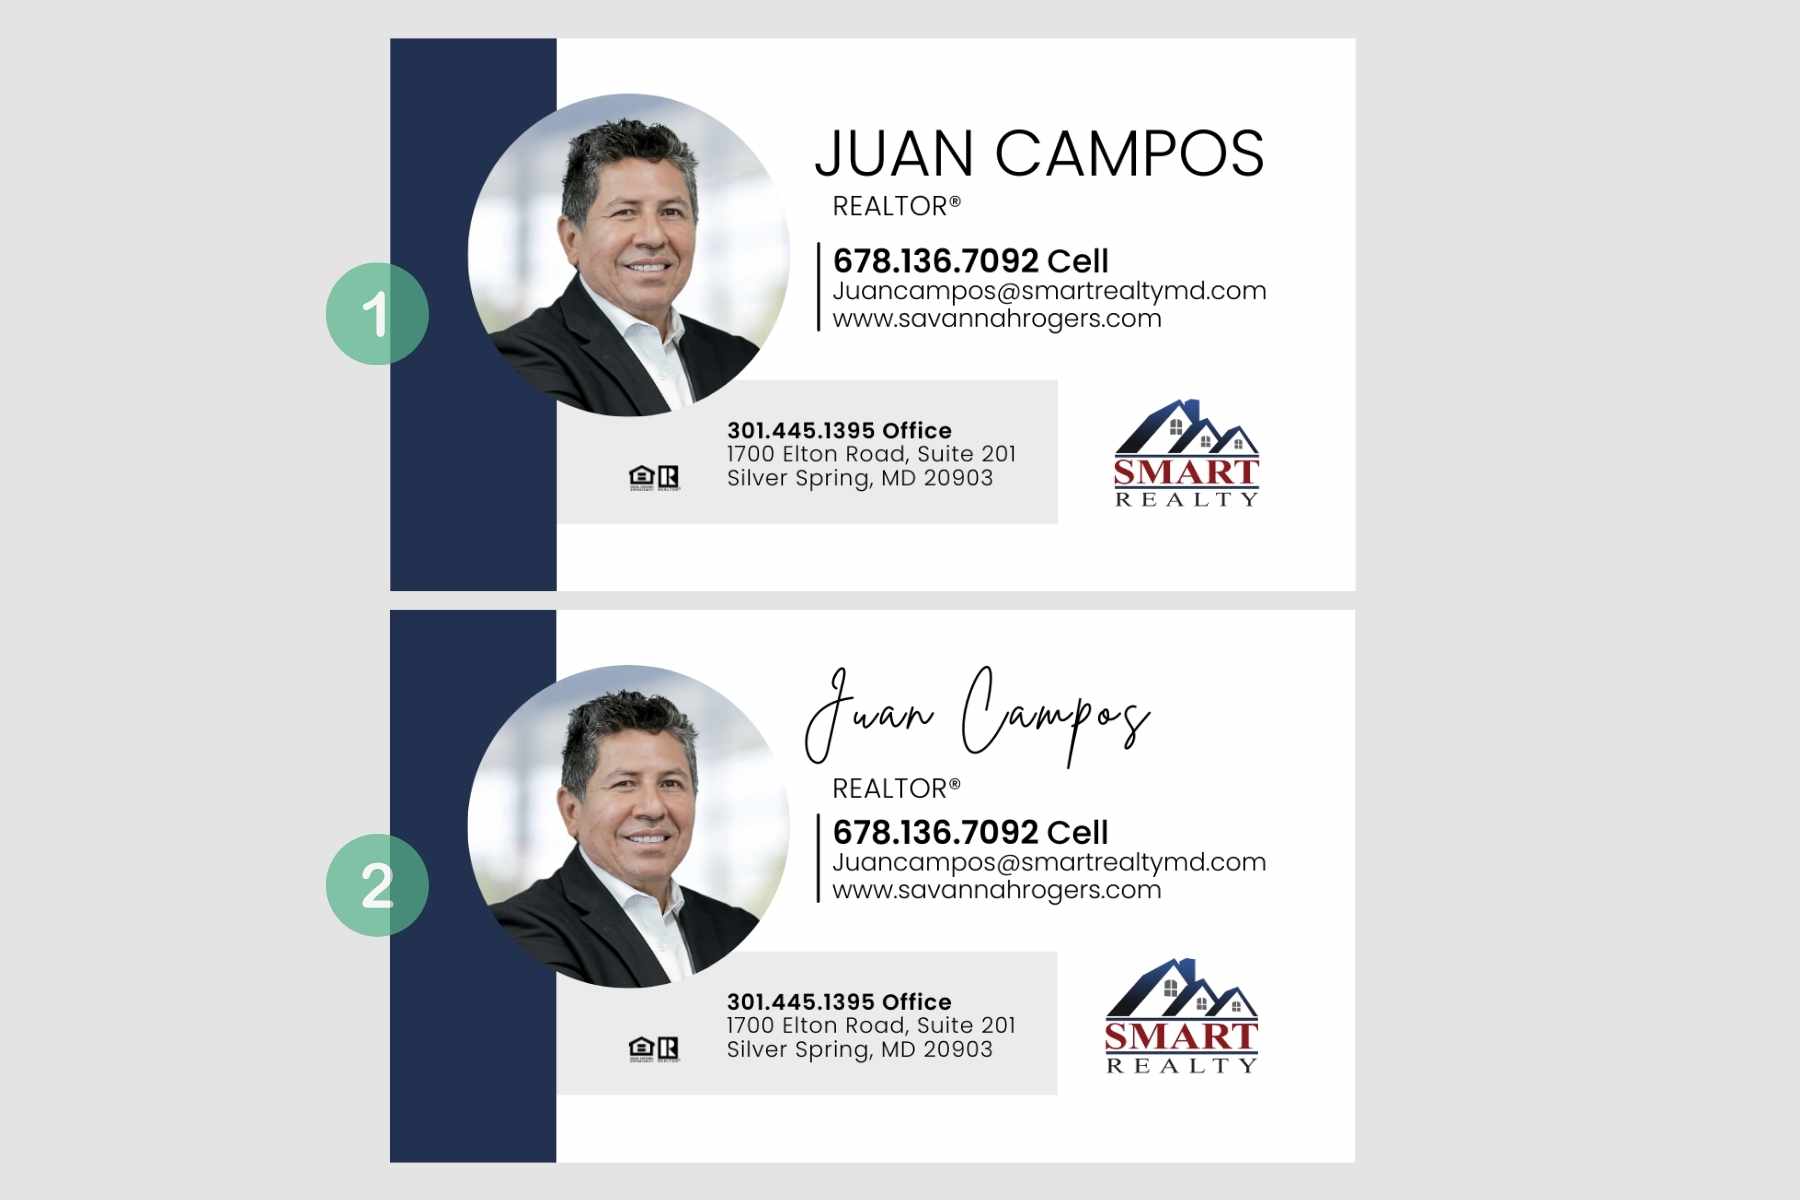 1
JUAN CAMPOS
REALTOR®
678.136.7092 Cell
Juancampos@smartrealtymd.com
www.savannahrogers.com
301.445.1395 Office
1700 Elton Road, Suite 201
Silver Spring, MD 20903
SMART
REALTY
2
Juan Campos
REALTOR®
678.136.7092 Cell
Juancampos@smartrealtymd.com
www.savannahrogers.com
301.445.1395 Office
1700 Elton Road, Suite 201
Silver Spring, MD 20903
SMART
REALTY